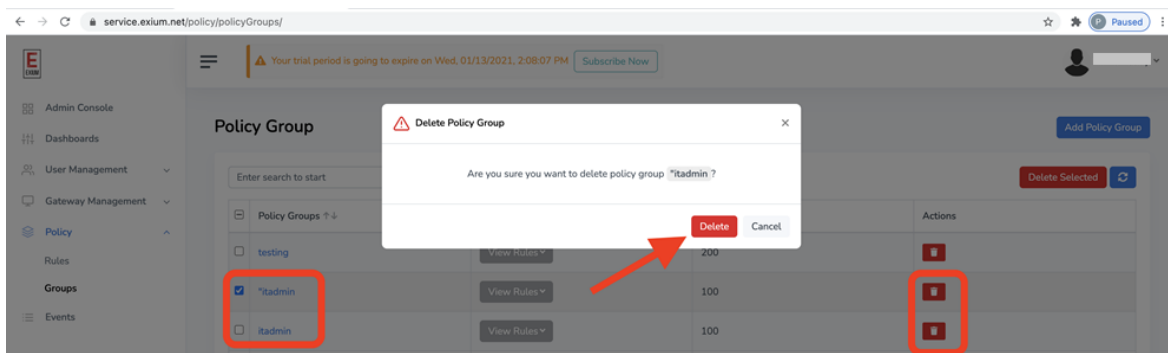 service.exium.net/policy/policyGroups/
P Paused
E
EXIUM
Your trial period is going to expire on Wed, 01/13/2021, 2:08:07 PM Subscribe Now
Admin Console
Dashboards
User Management
Gateway Management
Policy
Rules
Groups
Events
Policy Group
Add Policy Group
Enter search to start
Delete Selected
Policy Groups Actions
testing View Rules 200
"itadmin View Rules 100
itadmin View Rules 100
Delete Policy Group
Are you sure you want to delete policy group "itadmin ?
Delete Cancel